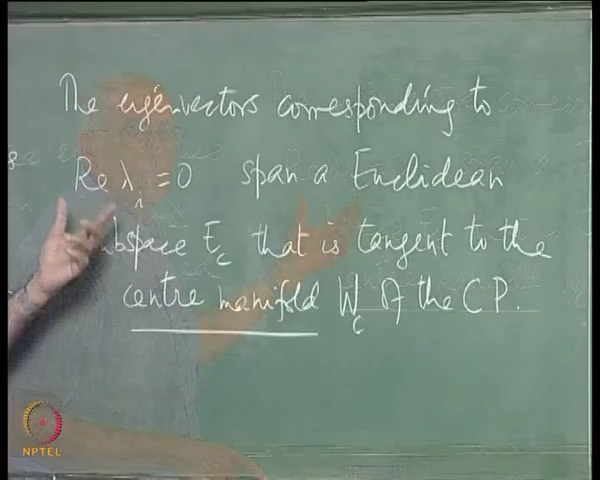 The eigenvectors corresponding to
Re λi = 0 span a Euclidean
subspace Ec that is tangent to the
centre manifold Wc of the CP.
NPTEL